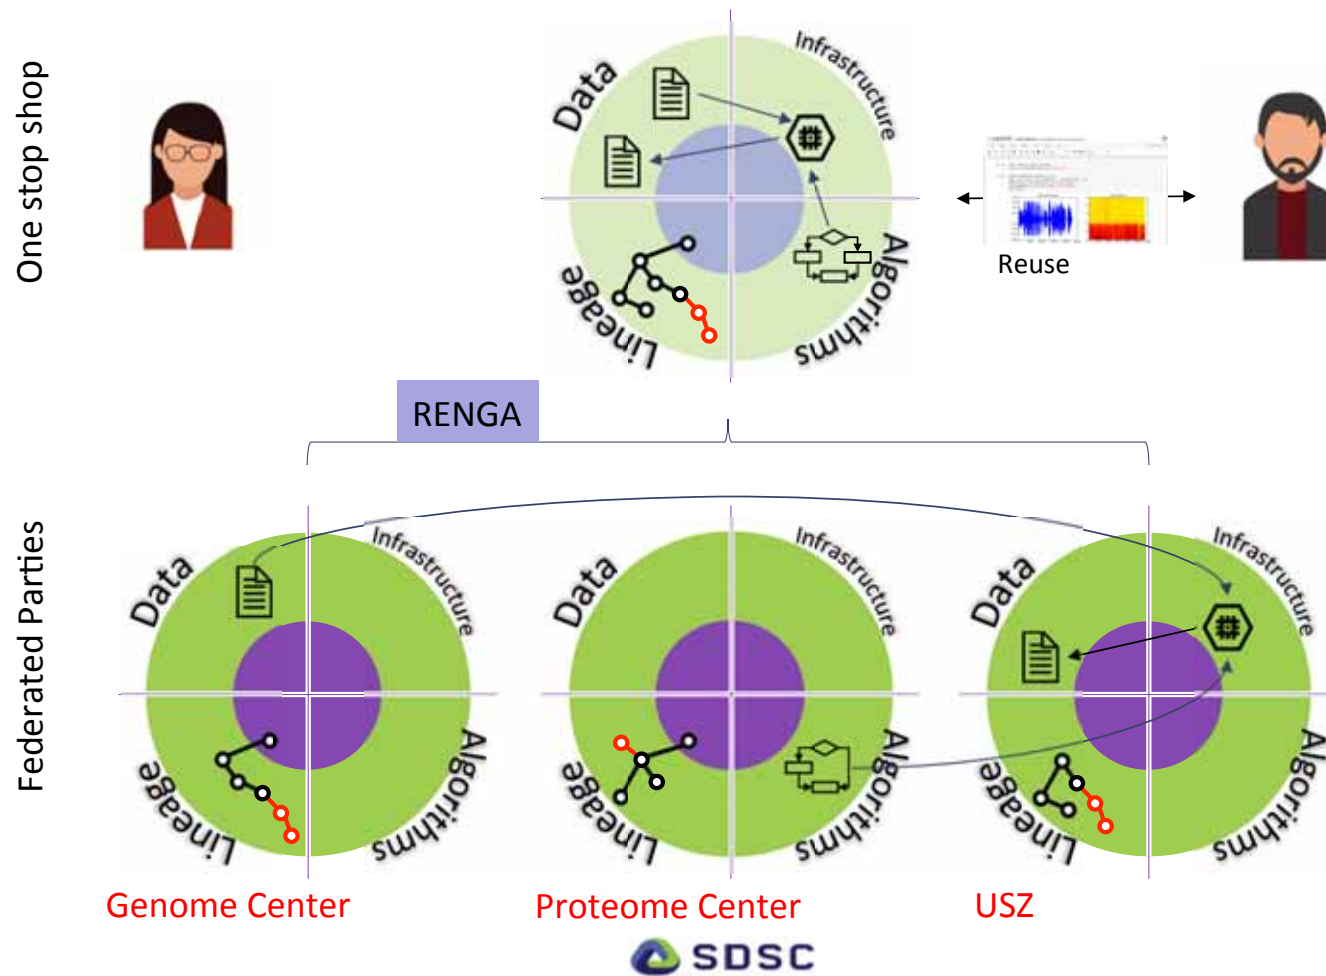 One stop shop
Data
Infrastructure
Lineage
Algorithms
Reuse
RENGA
Federated Parties
Data
Infrastructure
Lineage
Algorithms
Data
Infrastructure
Lineage
Algorithms
Data
Infrastructure
Lineage
Algorithms
Genome Center
Proteome Center
USZ
SDSC